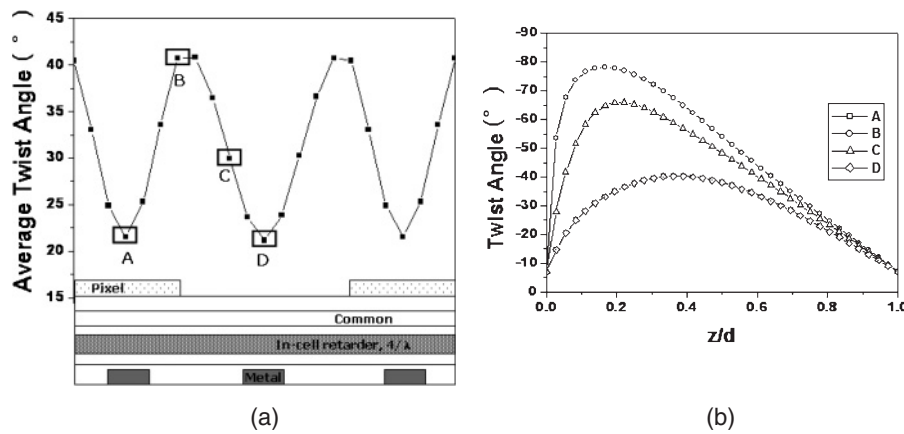 Average Twist Angle ( ° )
45
40
35
30
25
20
15
A
B
C
D
Pixel
Common
In-cell retarder, 4/λ
Metal
(a)
Twist Angle ( ° )
-90
-80
-70
-60
-50
-40
-30
-20
-10
0
0.0 0.2 0.4 0.6 0.8 1.0
z/d
A
B
C
D
(b)